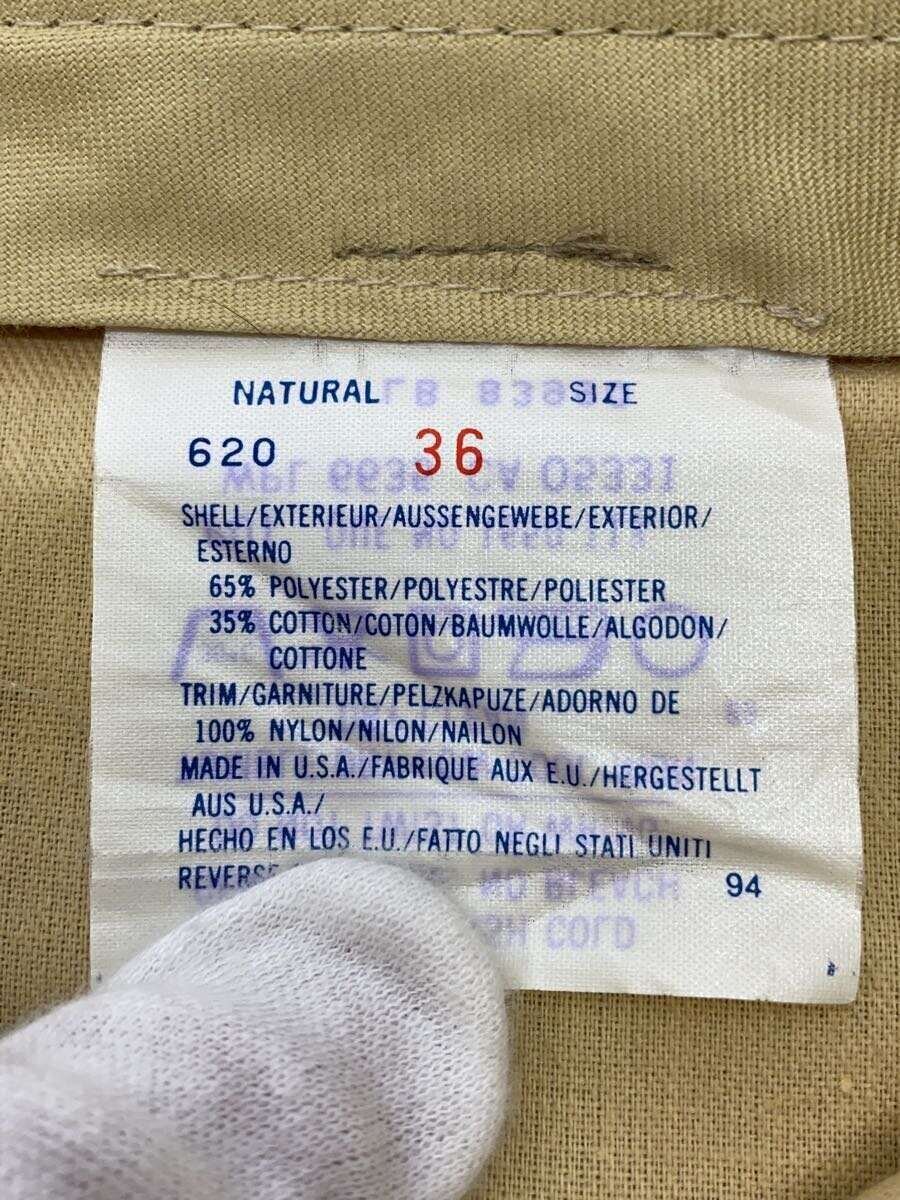 NATURAL SIZE
620 36
SHELL/EXTERIEUR/AUSSENGEWEBE/EXTERIOR/
ESTERNO
65% POLYESTER/POLYESTRE/POLIESTER
35% COTTON/COTON/BAUMWOLLE/ALGODON/
COTTONE
TRIM/GARNITURE/PELZKAPUZE/ADORNO DE
100% NYLON/NILON/NAILON
MADE IN U.S.A./FABRIQUE AUX E.U./HERGESTELLT
AUS U.S.A./
HECHO EN LOS E.U./FATTO NEGLI STATI UNITI
94